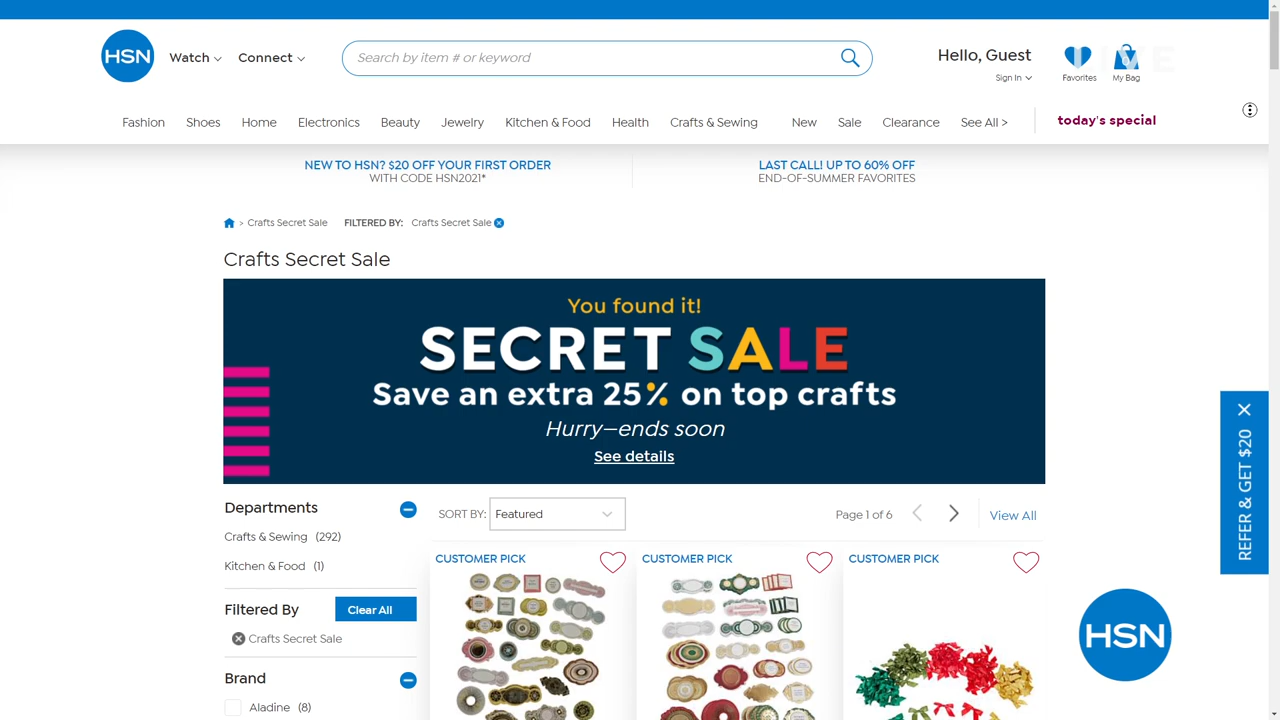 HSN
Watch
Connect
Search by item # or keyword
Hello, Guest
Sign In
Favorites
My Bag
Fashion
Shoes
Home
Electronics
Beauty
Jewelry
Kitchen & Food
Health
Crafts & Sewing
New
Sale
Clearance
See All >
today's special
NEW TO HSN? $20 OFF YOUR FIRST ORDER
WITH CODE HSN2021*
LAST CALL! UP TO 60% OFF
END-OF-SUMMER FAVORITES
> Crafts Secret Sale
FILTERED BY: Crafts Secret Sale
Crafts Secret Sale
You found it!
SECRET SALE
Save an extra 25% on top crafts
Hurry—ends soon
See details
REFER & GET $20
Departments
Crafts & Sewing (292)
Kitchen & Food (1)
Filtered By
Clear All
Crafts Secret Sale
Brand
Aladine (8)
SORT BY: Featured
Page 1 of 6
View All
CUSTOMER PICK
CUSTOMER PICK
CUSTOMER PICK
HSN